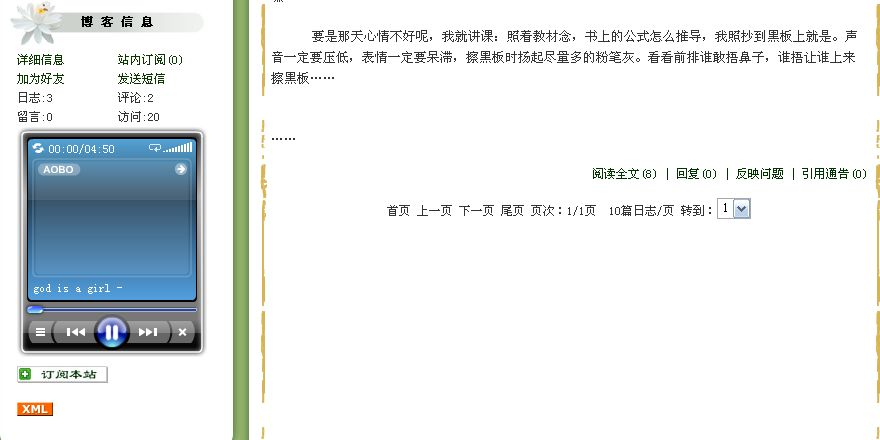 博客信息
详细信息 站内订阅(0)
加为好友 发送短信
日志:3 评论:2
留言:0 访问:20
00:00/04:50
AOBO
god is a girl -
订阅本站
XML
要是那天心情不好呢，我就讲课：照着教材念，书上的公式怎么推导，我照抄到黑板上就是。声
音一定要压低，表情一定要呆滞，擦黑板时扬起尽量多的粉笔灰。看看前排谁敢捂鼻子，谁捂让谁上来
擦黑板……
……
阅读全文(8) | 回复(0) | 反映问题 | 引用通告(0)
首页 上一页 下一页 尾页 页次：1/1页 10篇日志/页 转到：1